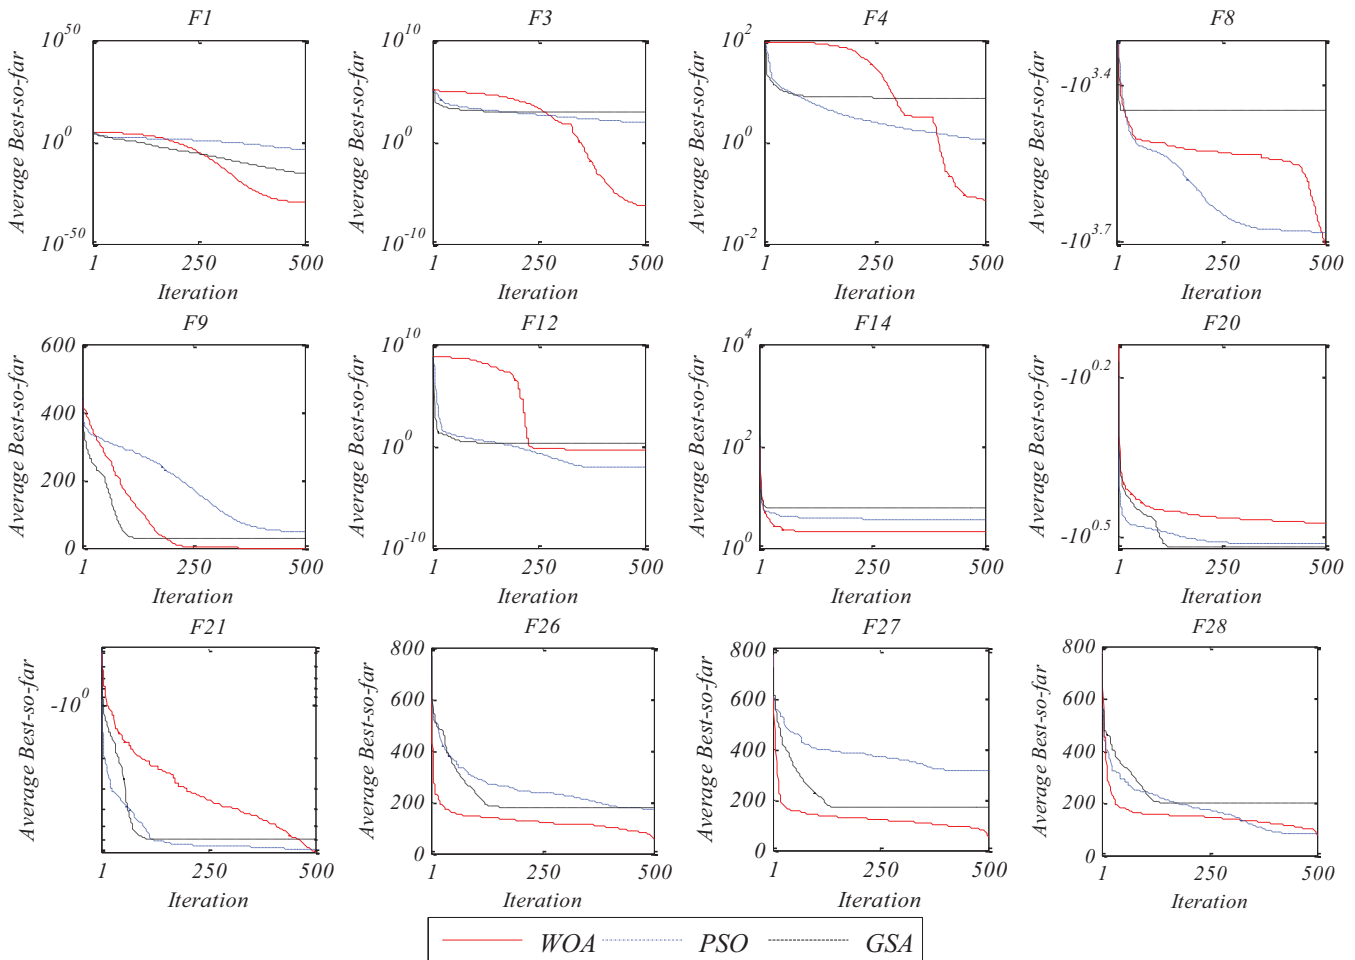 F1 F3 F4 F8
Average Best-so-far 10^50 10^0 10^-50 1 250 500 Iteration
Average Best-so-far 10^10 10^0 10^-10 1 250 500 Iteration
Average Best-so-far 10^2 10^0 10^-2 1 250 500 Iteration
Average Best-so-far -10^3.4 -10^3.7 1 250 500 Iteration
F9 F12 F14 F20
Average Best-so-far 600 400 200 0 1 250 500 Iteration
Average Best-so-far 10^10 10^0 10^-10 1 250 500 Iteration
Average Best-so-far 10^4 10^2 10^0 1 250 500 Iteration
Average Best-so-far -10^0.2 -10^0.5 1 250 500 Iteration
F21 F26 F27 F28
Average Best-so-far -10^0 1 250 500 Iteration
Average Best-so-far 800 600 400 200 0 1 250 500 Iteration
Average Best-so-far 800 600 400 200 0 1 250 500 Iteration
Average Best-so-far 800 600 400 200 0 1 250 500 Iteration
WOA PSO GSA